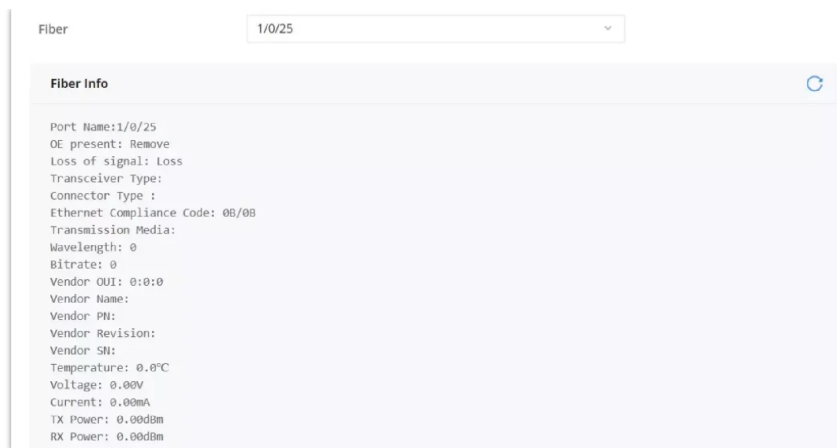 Fiber 1/0/25
Fiber Info
Port Name:1/0/25
OE present: Remove
Loss of signal: Loss
Transceiver Type:
Connector Type :
Ethernet Compliance Code: 0B/0B
Transmission Media:
Wavelength: 0
Bitrate: 0
Vendor OUI: 0:0:0
Vendor Name:
Vendor PN:
Vendor Revision:
Vendor SN:
Temperature: 0.0℃
Voltage: 0.00V
Current: 0.00mA
TX Power: 0.00dBm
RX Power: 0.00dBm